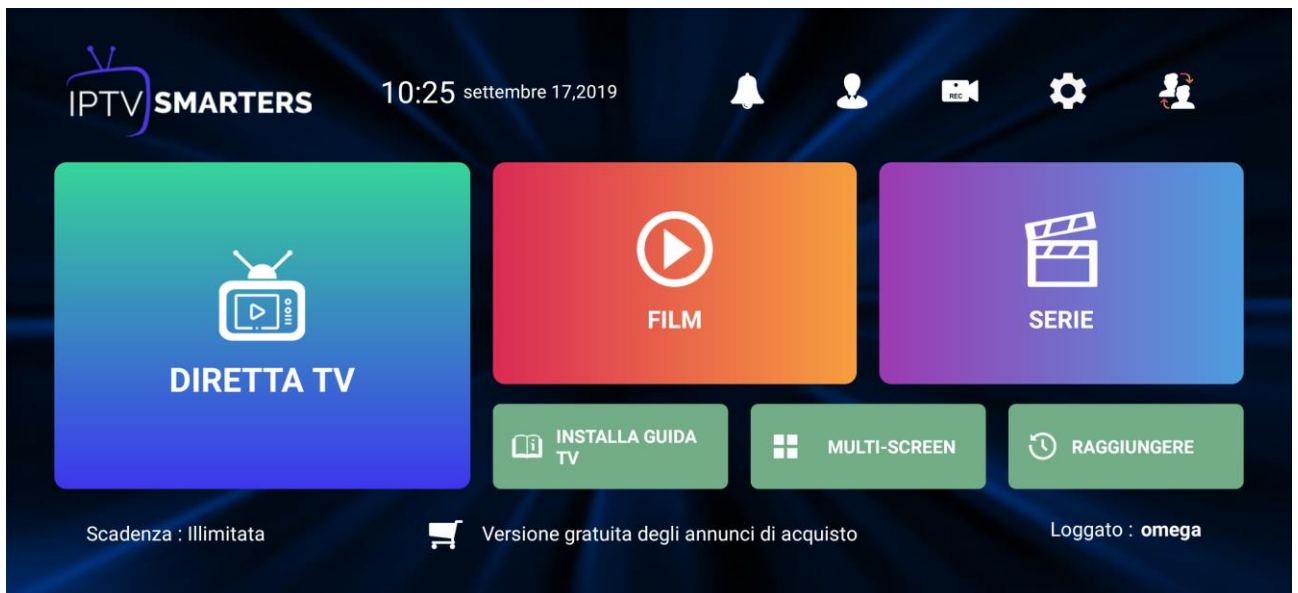 IPTV SMARTERS
10:25 settembre 17,2019
REC
DIRETTA TV
FILM
SERIE
INSTALLA GUIDA
TV
MULTI-SCREEN
RAGGIUNGERE
Scadenza : Illimitata
Versione gratuita degli annunci di acquisto
Loggato : omega